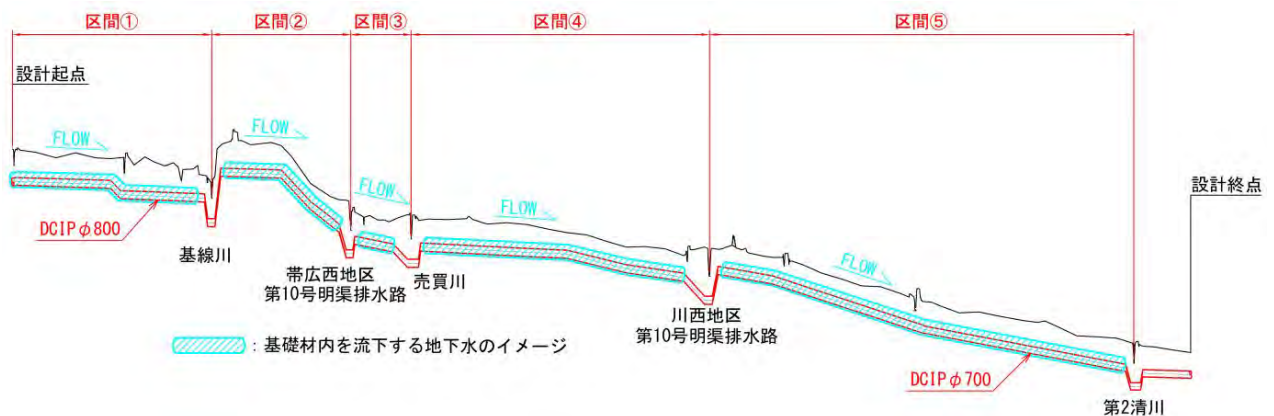 区間①
区間②
区間③
区間④
区間⑤
設計起点
FLOW
FLOW
FLOW
FLOW
FLOW
設計終点
DCIPφ800
基線川
帯広西地区
第10号明渠排水路
売買川
川西地区
第10号明渠排水路
:基礎材内を流下する地下水のイメージ
DCIPφ700
第2清川